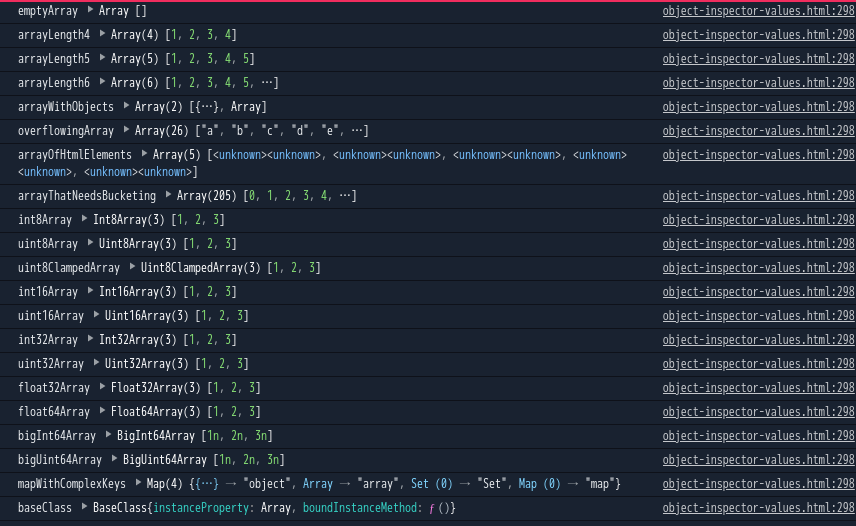 emptyArray ▶ Array [] object-inspector-values.html:298
arrayLength4 ▶ Array(4) [1, 2, 3, 4] object-inspector-values.html:298
arrayLength5 ▶ Array(5) [1, 2, 3, 4, 5] object-inspector-values.html:298
arrayLength6 ▶ Array(6) [1, 2, 3, 4, 5, …] object-inspector-values.html:298
arrayWithObjects ▶ Array(2) [{…}, Array] object-inspector-values.html:298
overflowingArray ▶ Array(26) ["a", "b", "c", "d", "e", …] object-inspector-values.html:298
arrayOfHtmlElements ▶ Array(5) [<unknown><unknown>, <unknown><unknown>, <unknown><unknown>, <unknown> object-inspector-values.html:298
<unknown>, <unknown><unknown>]
arrayThatNeedsBucketing ▶ Array(205) [0, 1, 2, 3, 4, …] object-inspector-values.html:298
int8Array ▶ Int8Array(3) [1, 2, 3] object-inspector-values.html:298
uint8Array ▶ Uint8Array(3) [1, 2, 3] object-inspector-values.html:298
uint8ClampedArray ▶ Uint8ClampedArray(3) [1, 2, 3] object-inspector-values.html:298
int16Array ▶ Int16Array(3) [1, 2, 3] object-inspector-values.html:298
uint16Array ▶ Uint16Array(3) [1, 2, 3] object-inspector-values.html:298
int32Array ▶ Int32Array(3) [1, 2, 3] object-inspector-values.html:298
uint32Array ▶ Uint32Array(3) [1, 2, 3] object-inspector-values.html:298
float32Array ▶ Float32Array(3) [1, 2, 3] object-inspector-values.html:298
float64Array ▶ Float64Array(3) [1, 2, 3] object-inspector-values.html:298
bigInt64Array ▶ BigInt64Array [1n, 2n, 3n] object-inspector-values.html:298
bigUint64Array ▶ BigUint64Array [1n, 2n, 3n] object-inspector-values.html:298
mapWithComplexKeys ▶ Map(4) {{…} → "object", Array → "array", Set (0) → "Set", Map (0) → "map"} object-inspector-values.html:298
baseClass ▶ BaseClass{instanceProperty: Array, boundInstanceMethod: ƒ ()} object-inspector-values.html:298